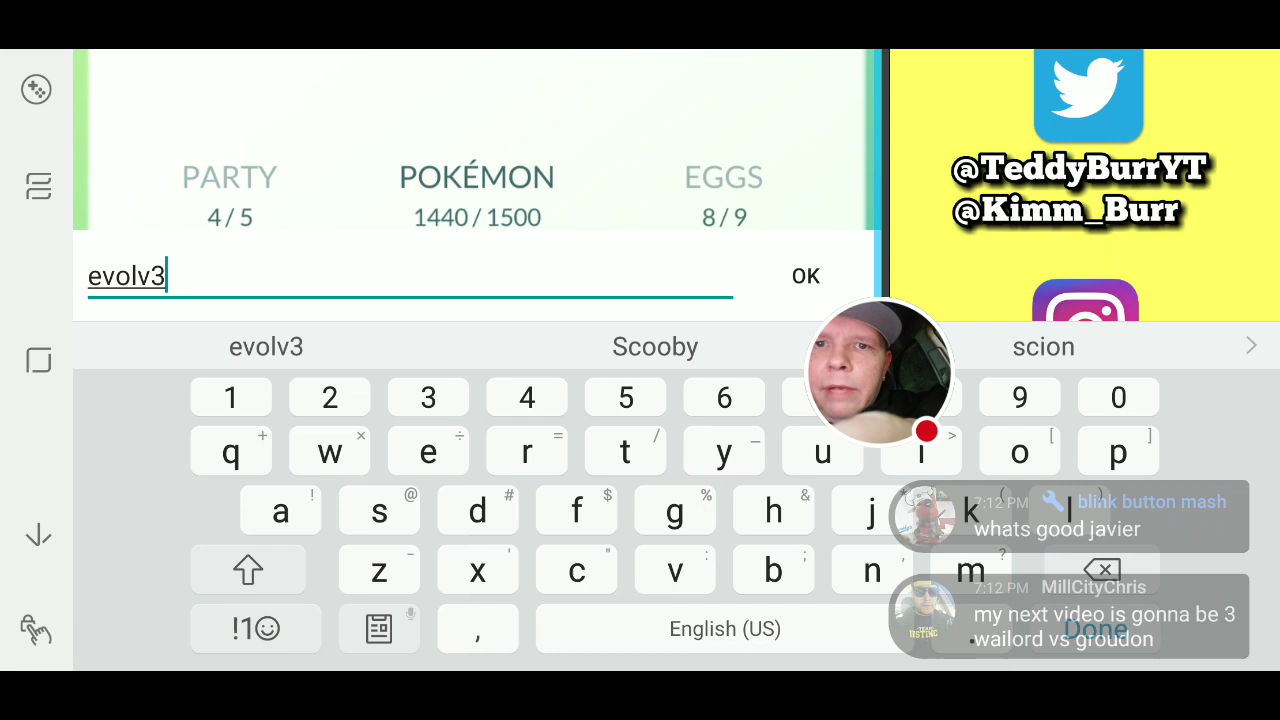 PARTY
POKÉMON
EGGS
4/5
1440/1500
8/9
@TeddyBurrYT
@Kimm_Burr
evolv3
OK
evolv3
Scooby
scion
1 2 3 4 5 6 9 0
q + w × e ÷ r = t / y _ u i > o [ p ]
a ! s @ d # f $ g % h & j k ( l )
z - x ' c " v : b ; n , m ?
!1 , English (US) . Done
7:12 PM blink button mash
whats good javier
7:12 PM MillCityChris
my next video is gonna be 3
wailord vs groudon